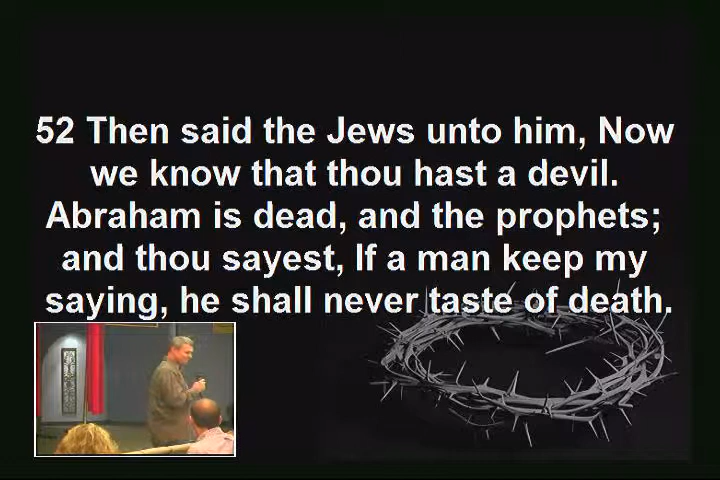 52 Then said the Jews unto him, Now
we know that thou hast a devil.
Abraham is dead, and the prophets;
and thou sayest, If a man keep my
saying, he shall never taste of death.